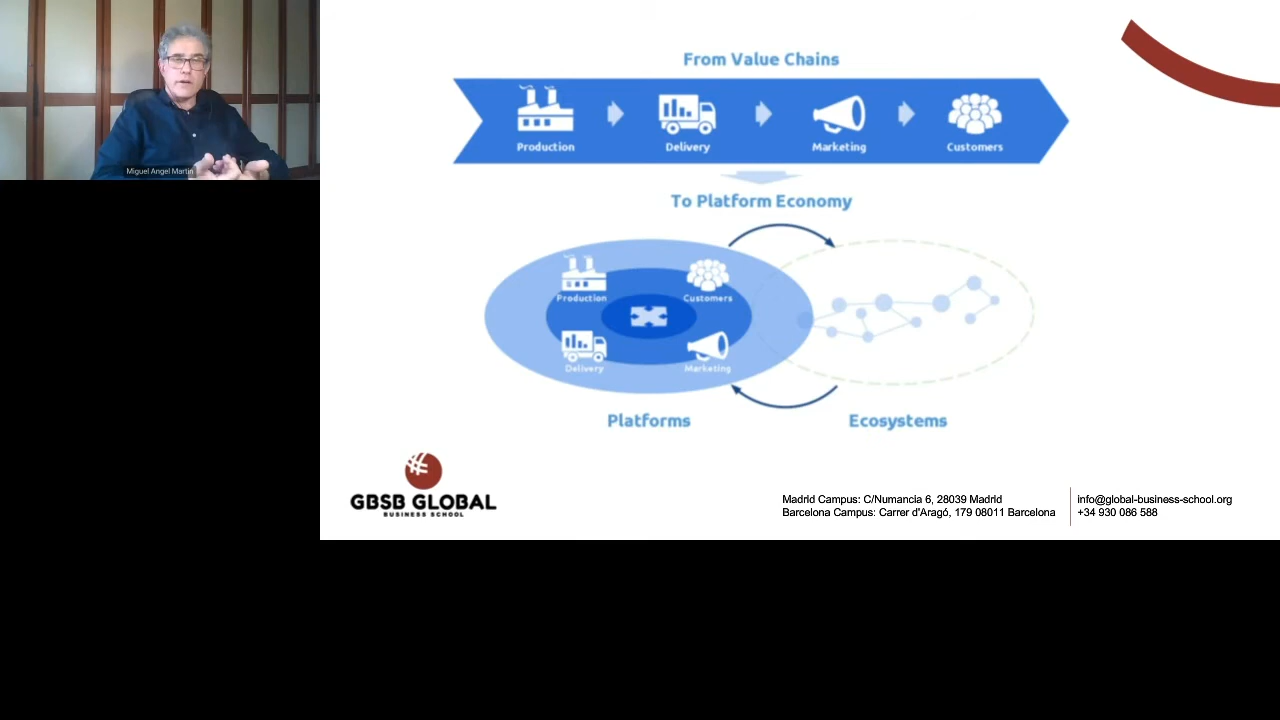 Miguel Angel Martin
From Value Chains
Production
Delivery
Marketing
Customers
To Platform Economy
Production
Customers
Delivery
Marketing
Platforms
Ecosystems
GBSB GLOBAL
BUSINESS SCHOOL
Madrid Campus: C/Numancia 6, 28039 Madrid
Barcelona Campus: Carrer d'Aragó, 179 08011 Barcelona
info@global-business-school.org
+34 930 086 588